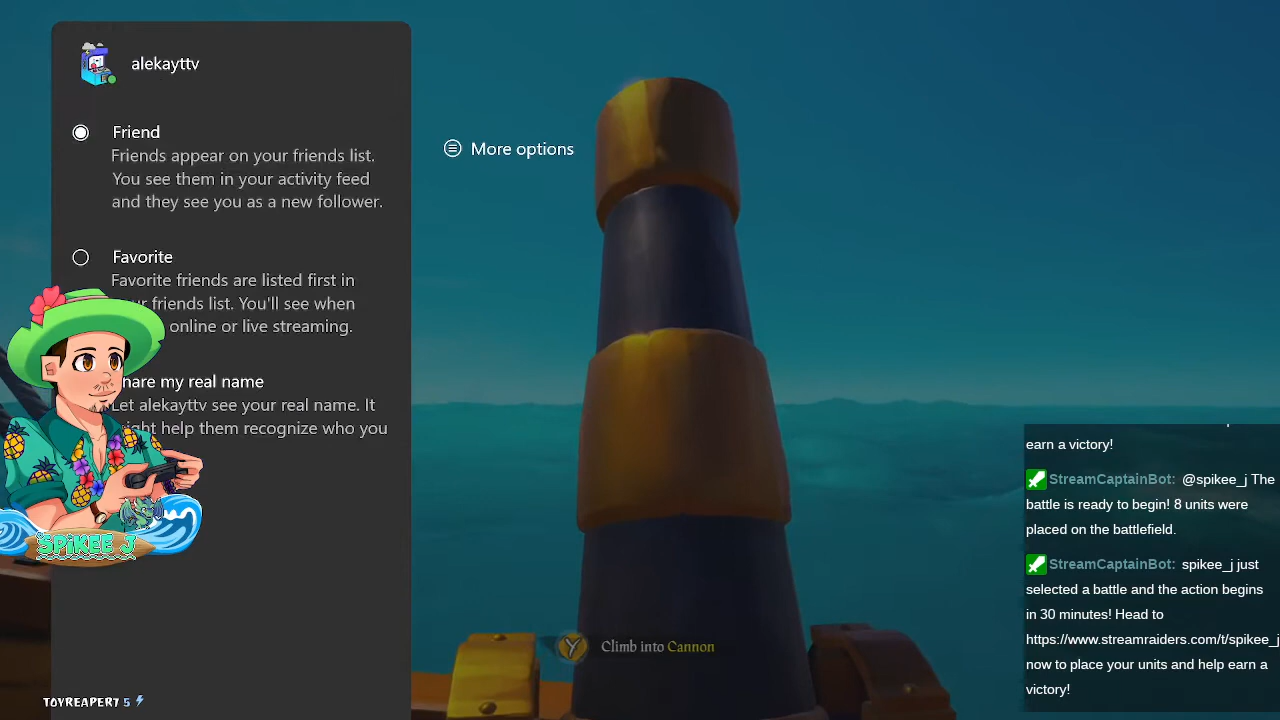 alekayttv
Friend
Friends appear on your friends list.
You see them in your activity feed
and they see you as a new follower.
More options
Favorite
Favorite friends are listed first in
friends list. You'll see when
online or live streaming.
hare my real name
Let alekayttv see your real name. It
ight help them recognize who you
SPIKEE J
Y Climb into Cannon
TOYREAPERT 5
earn a victory!
StreamCaptainBot: @spikee_j The
battle is ready to begin! 8 units were
placed on the battlefield.
StreamCaptainBot: spikee_j just
selected a battle and the action begins
in 30 minutes! Head to
https://www.streamraiders.com/t/spikee_j
now to place your units and help earn a
victory!